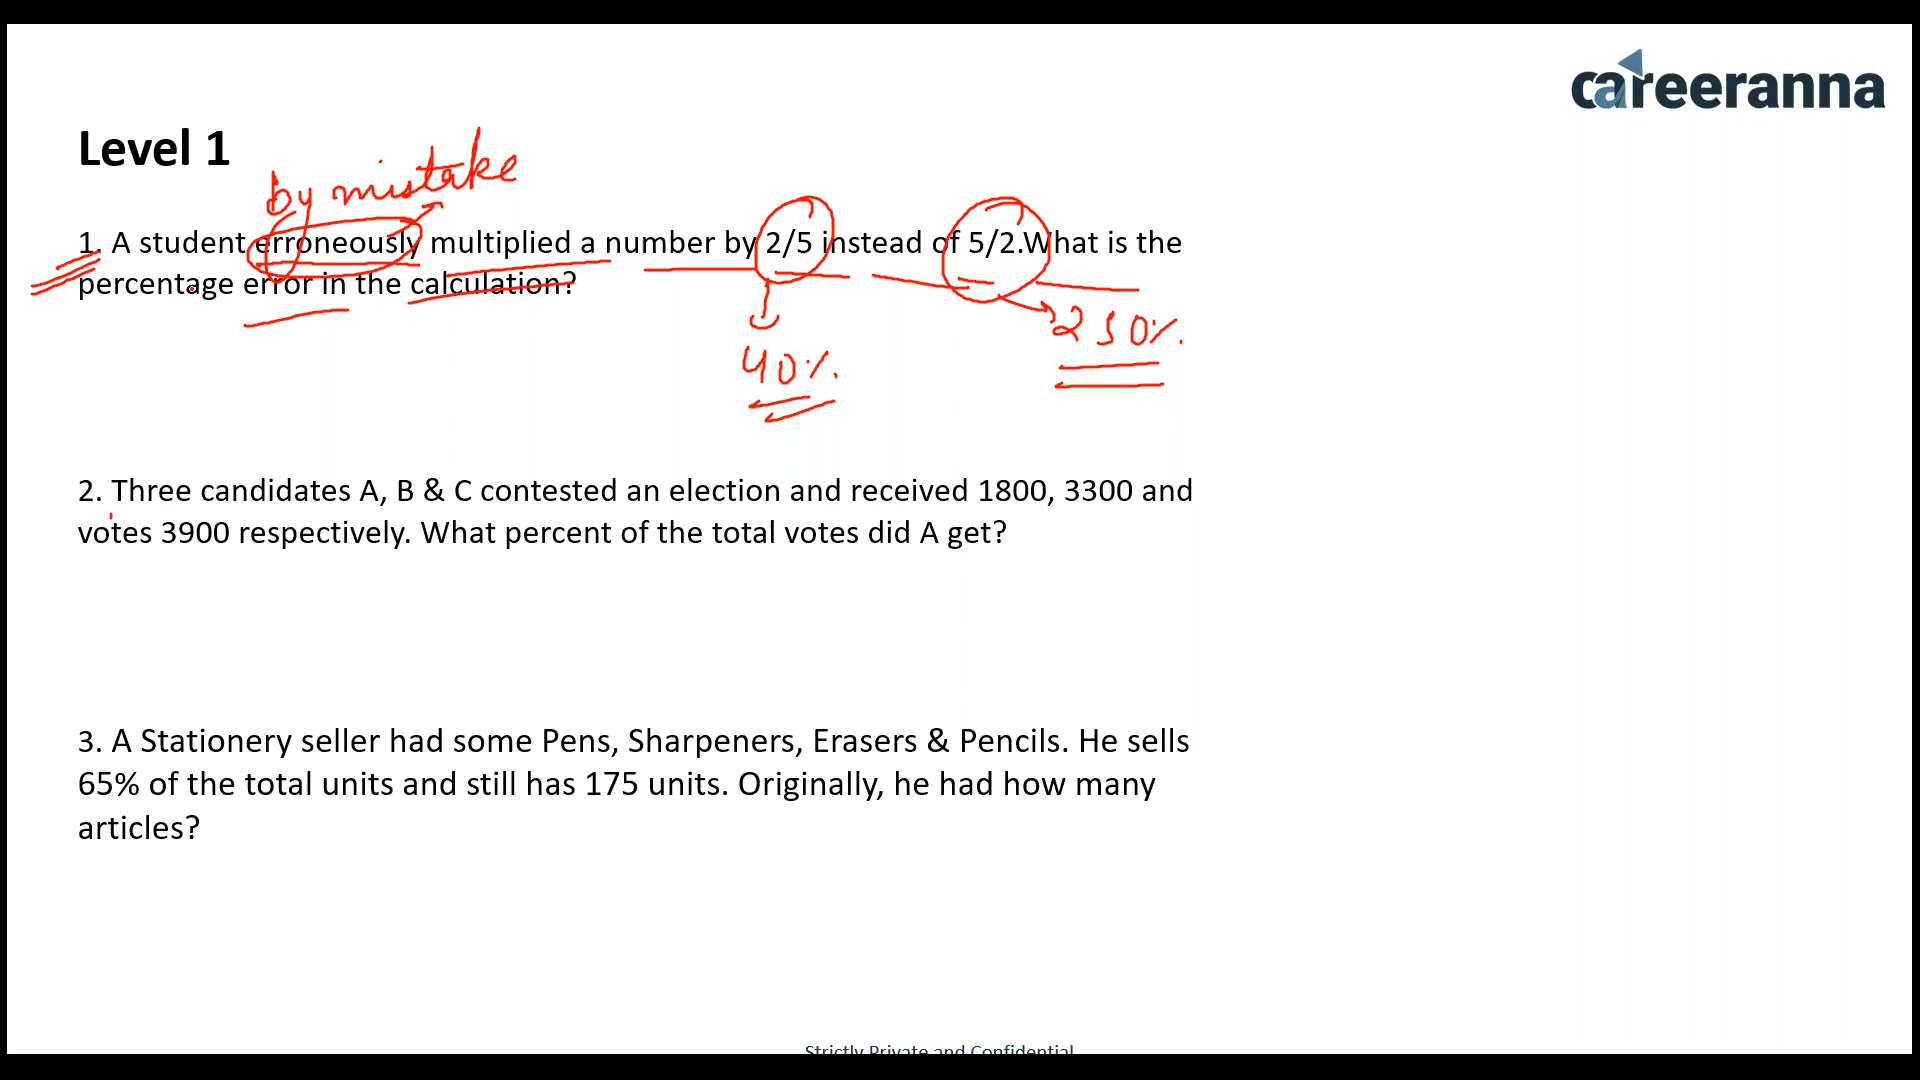 careeranna
Level 1
by mistake
1. A student erroneously multiplied a number by 2/5 instead of 5/2.What is the
percentage error in the calculation?
250%.
40%.
2. Three candidates A, B & C contested an election and received 1800, 3300 and
votes 3900 respectively. What percent of the total votes did A get?
3. A Stationery seller had some Pens, Sharpeners, Erasers & Pencils. He sells
65% of the total units and still has 175 units. Originally, he had how many
articles?
Strictly Private and Confidential